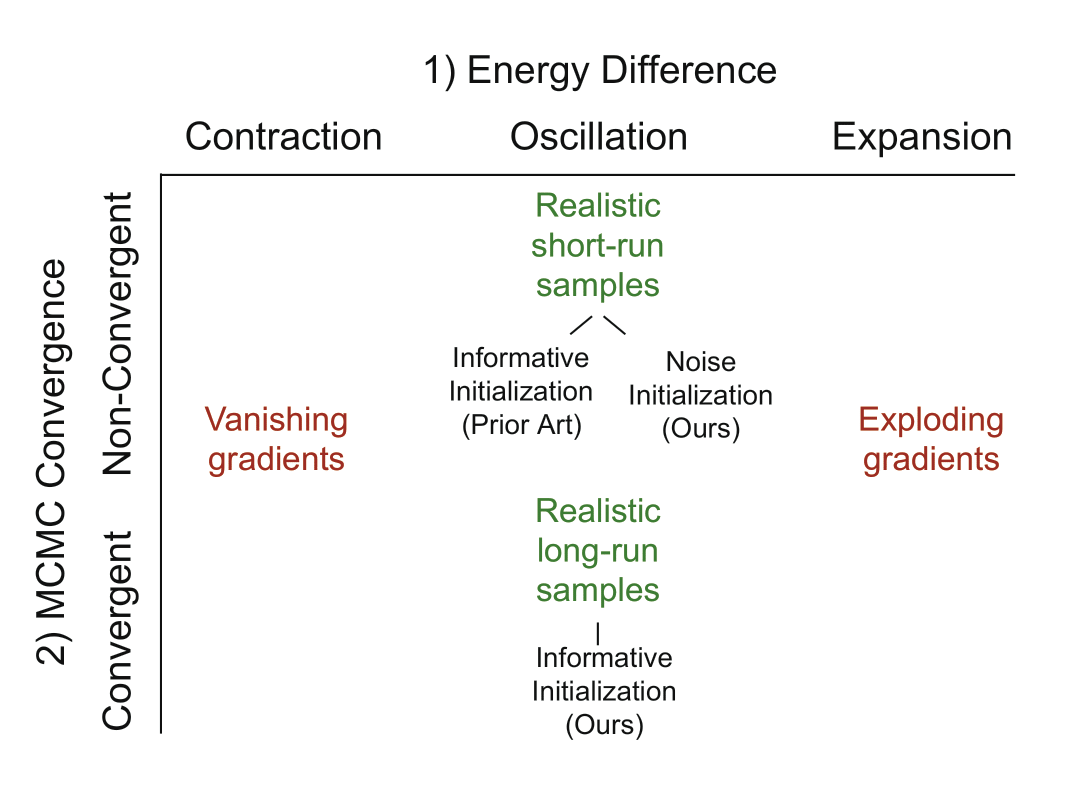 1) Energy Difference
Contraction
Oscillation
Expansion
2) MCMC Convergence
Non-Convergent
Convergent
Realistic
short-run
samples
Informative
Initialization
(Prior Art)
Noise
Initialization
(Ours)
Vanishing
gradients
Exploding
gradients
Realistic
long-run
samples
Informative
Initialization
(Ours)